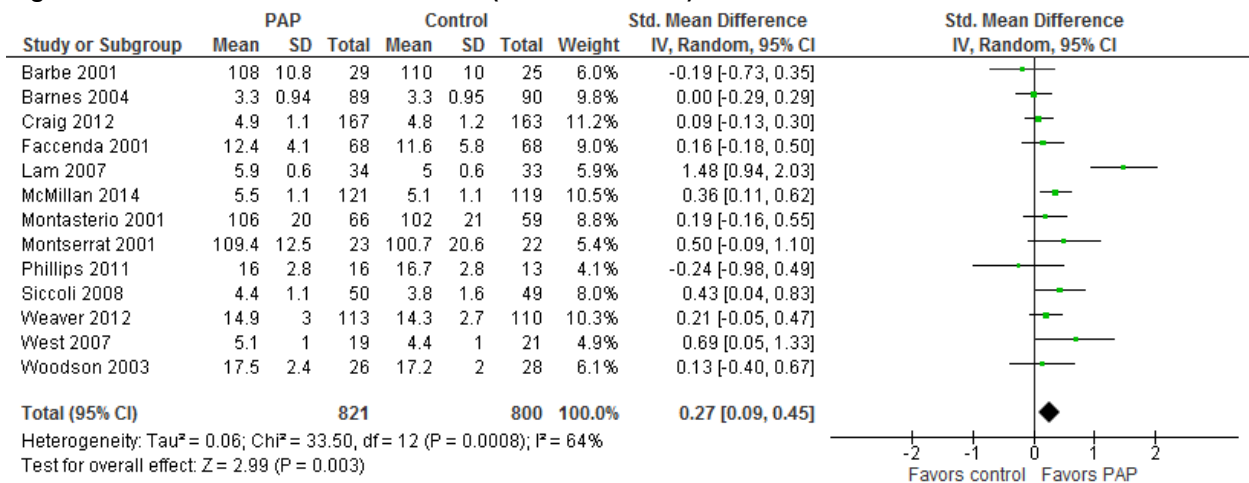 PAP Control Std. Mean Difference Std. Mean Difference
Study or Subgroup Mean SD Total Mean SD Total Weight IV, Random, 95% CI IV, Random, 95% CI
Barbe 2001 108 10.8 29 110 10 25 6.0% -0.19 [-0.73, 0.35]
Barnes 2004 3.3 0.94 89 3.3 0.95 90 9.8% 0.00 [-0.29, 0.29]
Craig 2012 4.9 1.1 167 4.8 1.2 163 11.2% 0.09 [-0.13, 0.30]
Faccenda 2001 12.4 4.1 68 11.6 5.8 68 9.0% 0.16 [-0.18, 0.50]
Lam 2007 5.9 0.6 34 5 0.6 33 5.9% 1.48 [0.94, 2.03]
McMillan 2014 5.5 1.1 121 5.1 1.1 119 10.5% 0.36 [0.11, 0.62]
Montasterio 2001 106 20 66 102 21 59 8.8% 0.19 [-0.16, 0.55]
Montserrat 2001 109.4 12.5 23 100.7 20.6 22 5.4% 0.50 [-0.09, 1.10]
Phillips 2011 16 2.8 16 16.7 2.8 13 4.1% -0.24 [-0.98, 0.49]
Siccoli 2008 4.4 1.1 50 3.8 1.6 49 8.0% 0.43 [0.04, 0.83]
Weaver 2012 14.9 3 113 14.3 2.7 110 10.3% 0.21 [-0.05, 0.47]
West 2007 5.1 1 19 4.4 1 21 4.9% 0.69 [0.05, 1.33]
Woodson 2003 17.5 2.4 26 17.2 2 28 6.1% 0.13 [-0.40, 0.67]
Total (95% CI) 821 800 100.0% 0.27 [0.09, 0.45]
Heterogeneity: Tau² = 0.06; Chi² = 33.50, df = 12 (P = 0.0008); I² = 64%
Test for overall effect: Z = 2.99 (P = 0.003)
-2 -1 0 1 2
Favors control Favors PAP